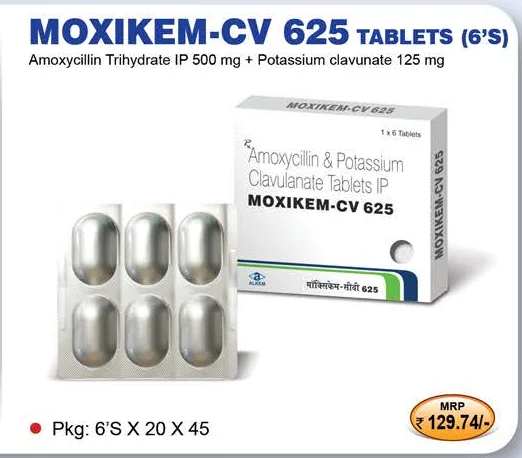 MOXIKEM-CV 625 TABLETS (6'S)
Amoxycillin Trihydrate IP 500 mg + Potassium clavunate 125 mg
MOXIKEM-CV 625
1 x 6 Tablets
Rx
Amoxycillin & Potassium
Clavulanate Tablets IP
MOXIKEM-CV 625
MOXIKEM-CV 625
ALKEM
मॉक्सिकेम-सीवी 625
Pkg: 6'S X 20 X 45
MRP
₹ 129.74/-